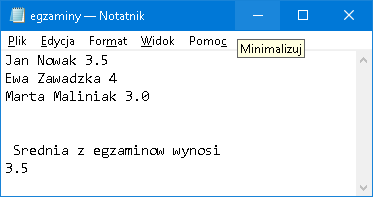 egzaminy — Notatnik
Plik Edycja Format Widok Pomoc
Minimalizuj
Jan Nowak 3.5
Ewa Zawadzka 4
Marta Maliniak 3.0
Srednia z egzaminow wynosi
3.5